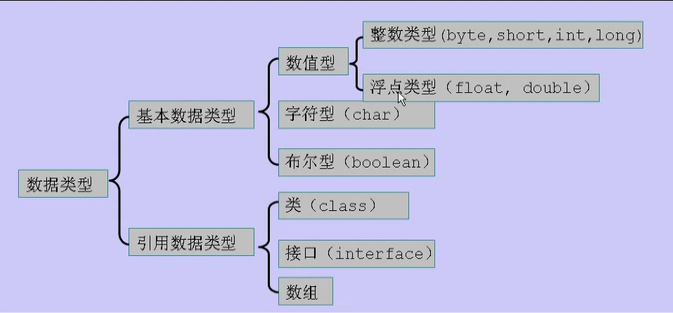 整数类型(byte,short,int,long)
数值型
浮点类型（float, double）
基本数据类型
字符型（char）
布尔型（boolean）
数据类型
类（class）
引用数据类型
接口（interface）
数组